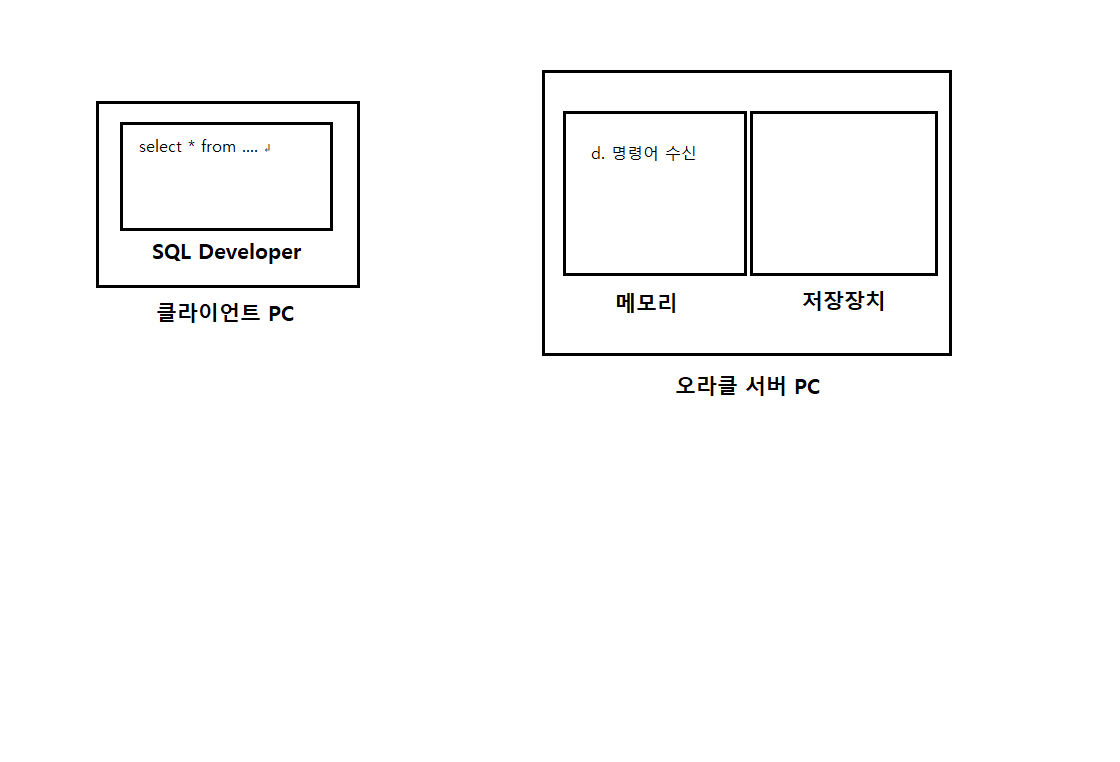 select * from .... ↲
SQL Developer
클라이언트 PC
d. 명령어 수신
메모리
저장장치
오라클 서버 PC